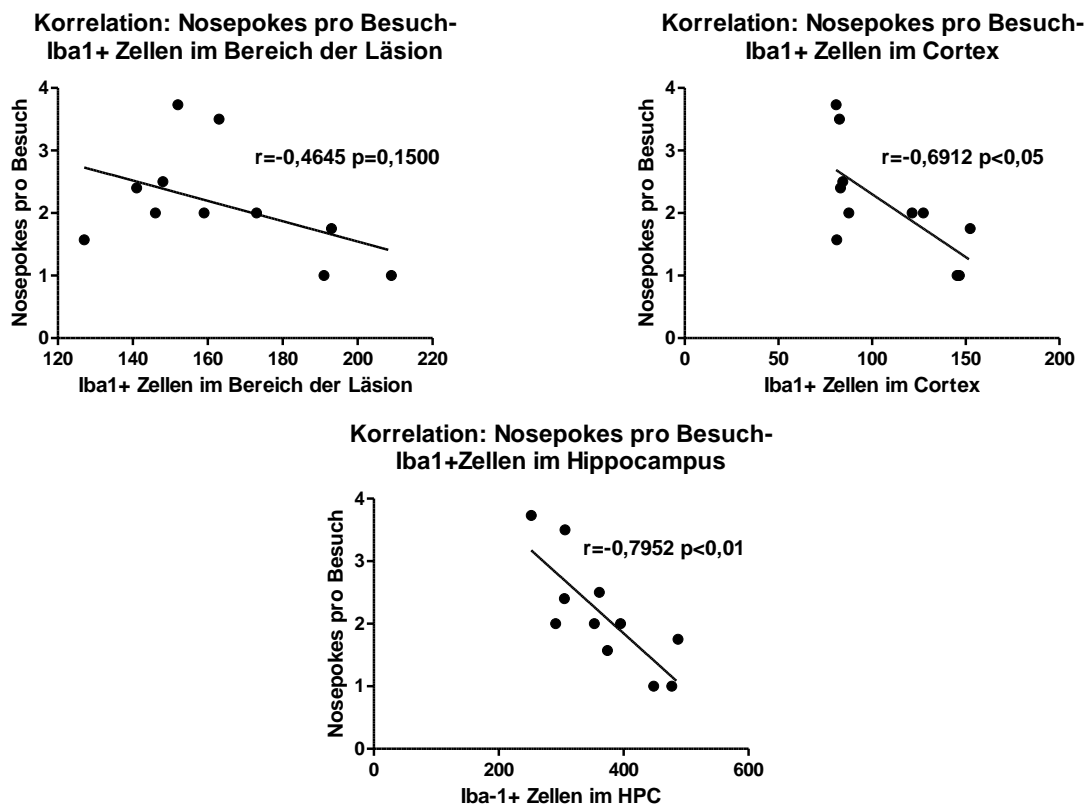 Korrelation: Nosepokes pro Besuch-
Iba1+ Zellen im Bereich der Läsion
Nosepokes pro Besuch
4
3
2
1
0
r=-0,4645 p=0,1500
120 140 160 180 200 220
Iba1+ Zellen im Bereich der Läsion
Korrelation: Nosepokes pro Besuch-
Iba1+ Zellen im Cortex
Nosepokes pro Besuch
4
3
2
1
0
r=-0,6912 p<0,05
0 50 100 150 200
Iba1+ Zellen im Cortex
Korrelation: Nosepokes pro Besuch-
Iba1+Zellen im Hippocampus
Nosepokes pro Besuch
4
3
2
1
0
r=-0,7952 p<0,01
0 200 400 600
Iba-1+ Zellen im HPC